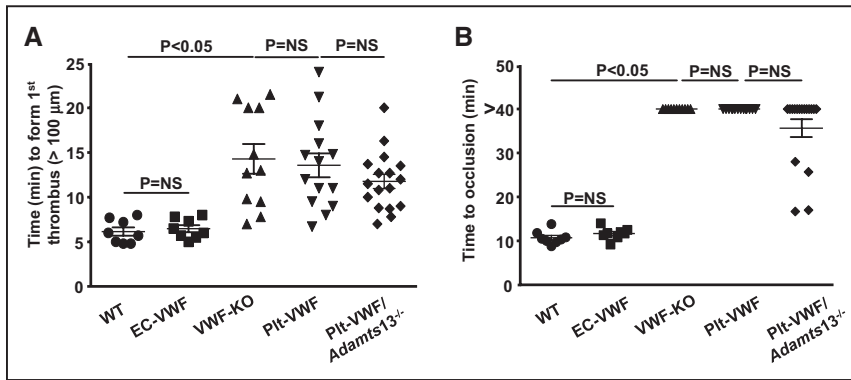 A
Time (min) to form 1st
thrombus (> 100 μm)
25
20
15
10
5
0
P<0.05
P=NS
P=NS
P=NS
WT
EC-VWF
VWF-KO
Plt-VWF
Plt-VWF/
Adamts13-/-
B
Time to occlusion (min)
50
>
40
30
20
10
0
P<0.05
P=NS
P=NS
P=NS
WT
EC-VWF
VWF-KO
Plt-VWF
Plt-VWF/
Adamts13-/-